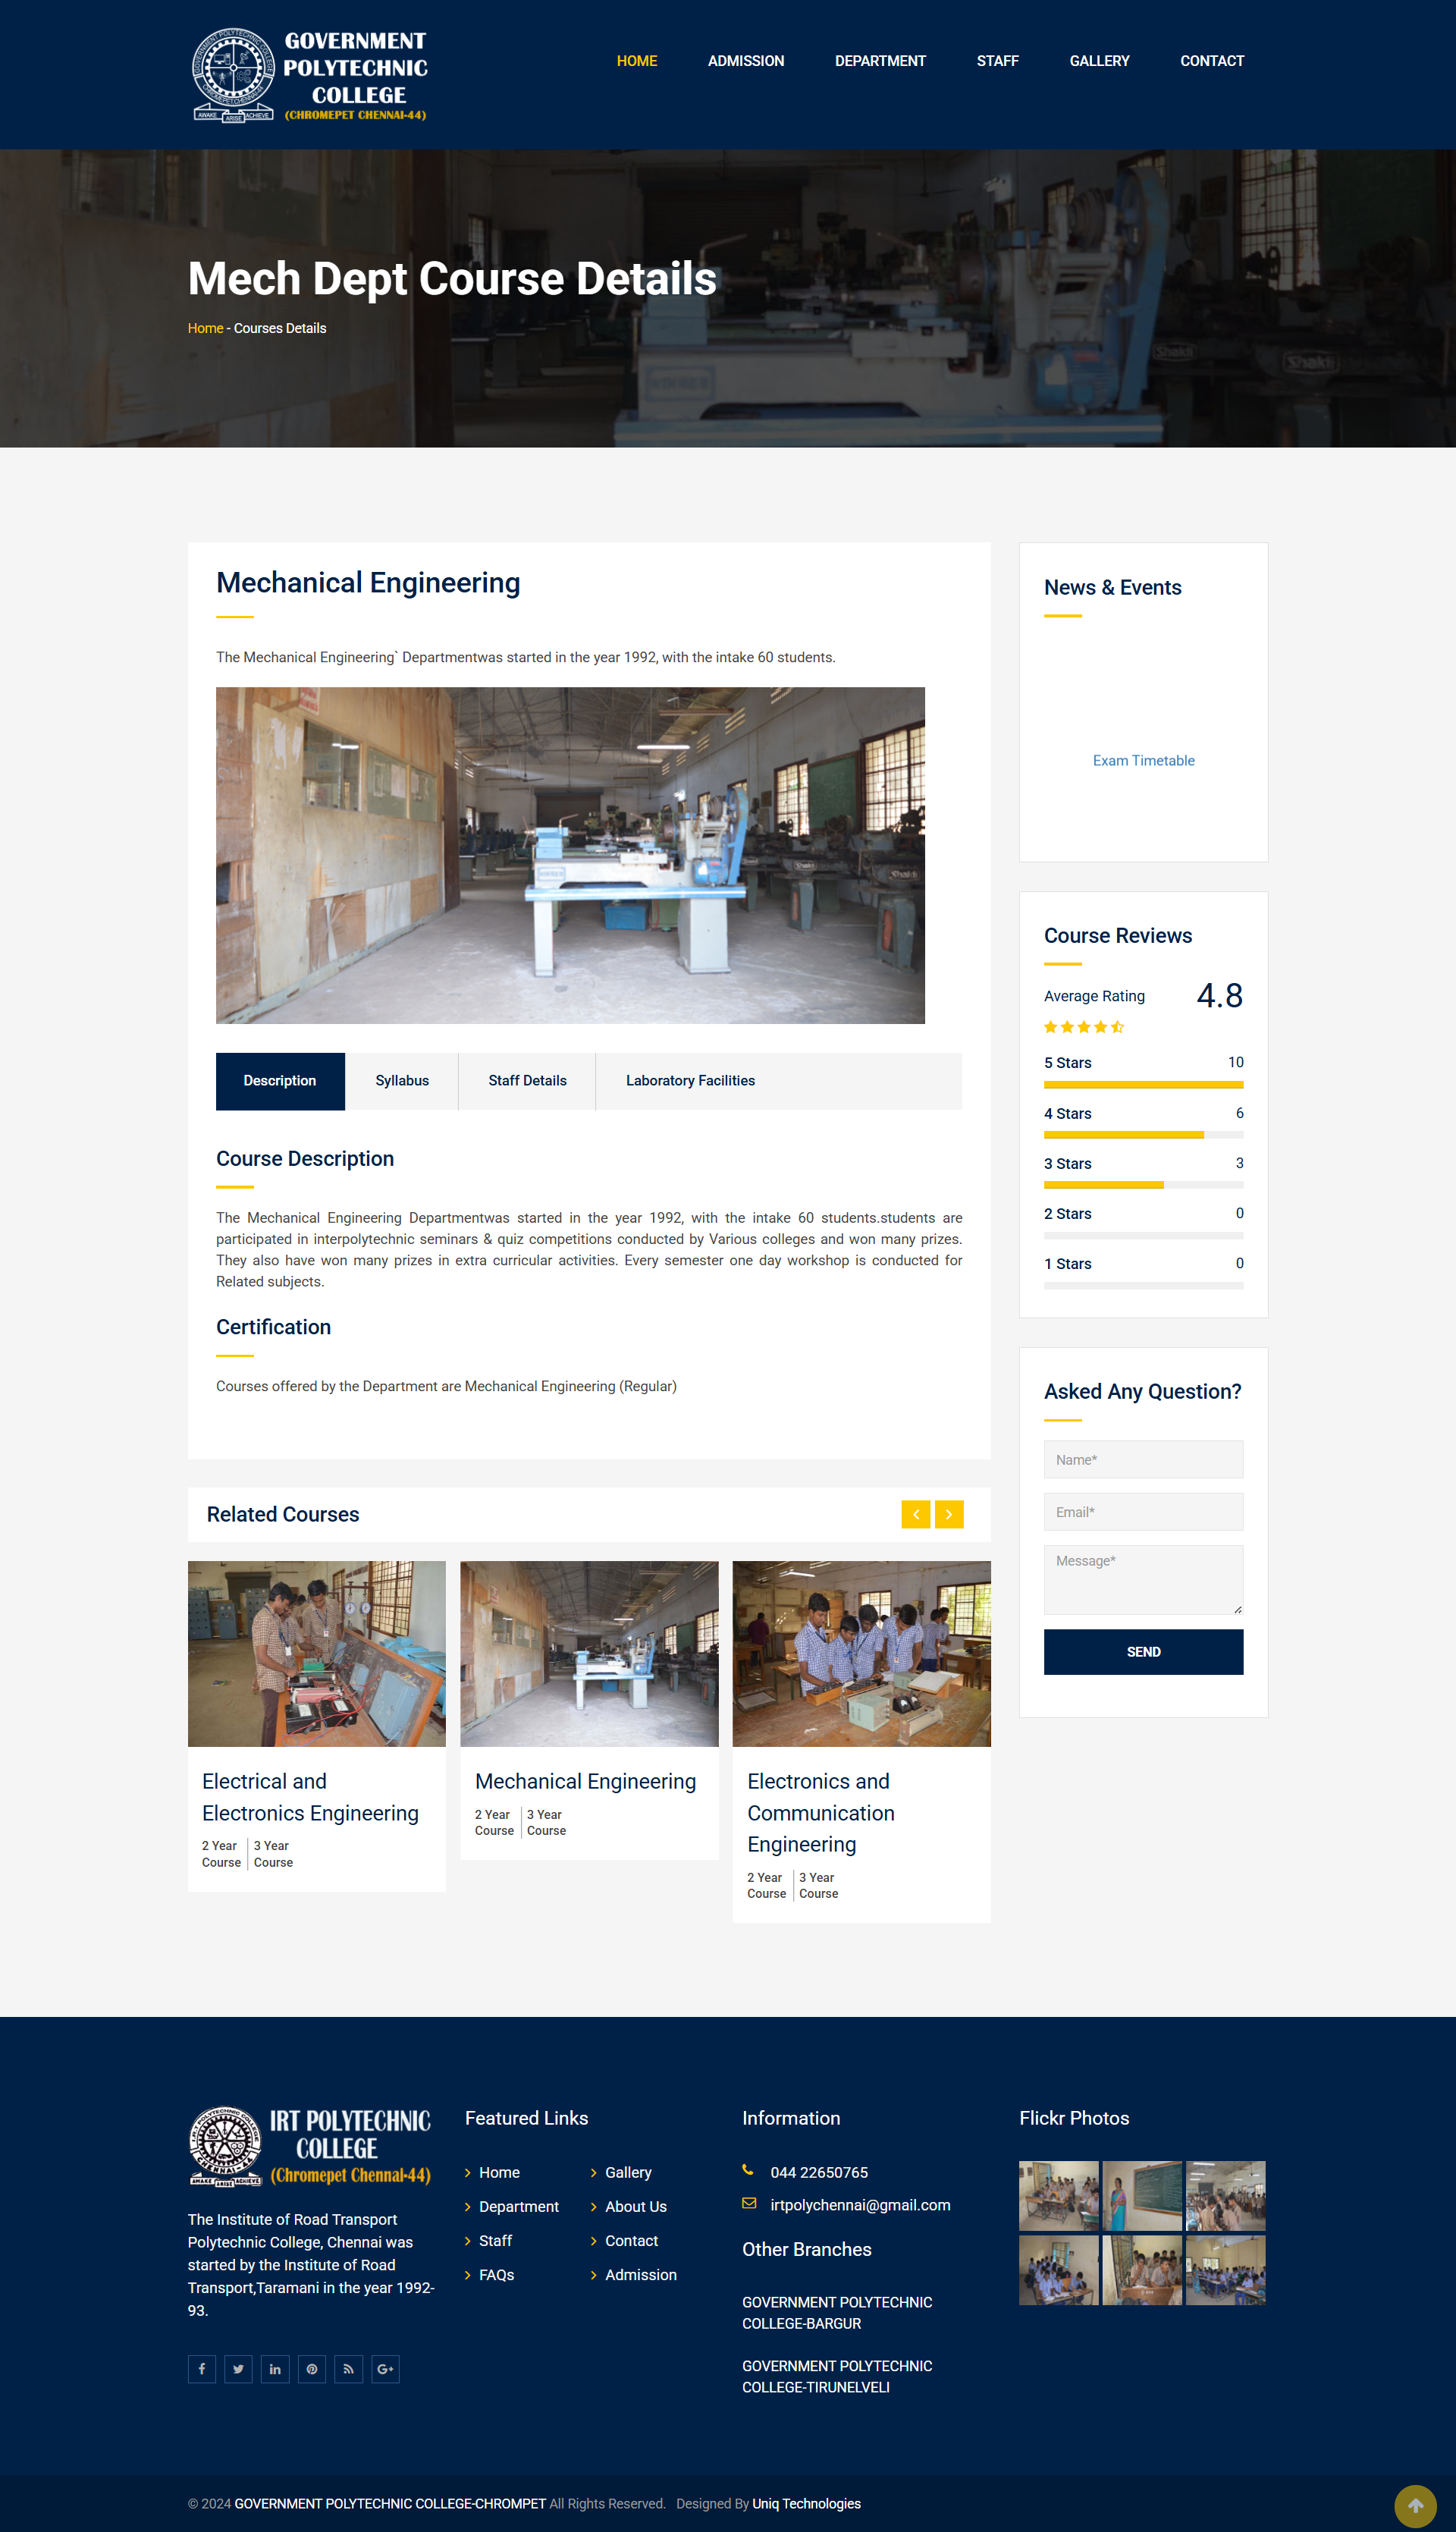 GOVERNMENT
POLYTECHNIC
COLLEGE
(CHROMEPET CHENNAI-44)
AWAKE ARISE ACHIEVE
HOME
ADMISSION
DEPARTMENT
STAFF
GALLERY
CONTACT
Mech Dept Course Details
Home - Courses Details
Shakti
Shakti
Mechanical Engineering
The Mechanical Engineering` Departmentwas started in the year 1992, with the intake 60 students.
Description
Syllabus
Staff Details
Laboratory Facilities
Course Description
The Mechanical Engineering Departmentwas started in the year 1992, with the intake 60 students.students are
participated in interpolytechnic seminars & quiz competitions conducted by Various colleges and won many prizes.
They also have won many prizes in extra curricular activities. Every semester one day workshop is conducted for
Related subjects.
Certification
Courses offered by the Department are Mechanical Engineering (Regular)
News & Events
Exam Timetable
Course Reviews
Average Rating 4.8
5 Stars 10
4 Stars 6
3 Stars 3
2 Stars 0
1 Stars 0
Asked Any Question?
Name*
Email*
Message*
SEND
Related Courses
Electrical and
Electronics Engineering
2 Year
Course
3 Year
Course
Mechanical Engineering
2 Year
Course
3 Year
Course
Electronics and
Communication
Engineering
2 Year
Course
3 Year
Course
IRT POLYTECHNIC
COLLEGE
(Chromepet Chennai-44)
AWAKE ARISE ACHIEVE
The Institute of Road Transport
Polytechnic College, Chennai was
started by the Institute of Road
Transport,Taramani in the year 1992-
93.
Featured Links
Home
Department
Staff
FAQs
Gallery
About Us
Contact
Admission
Information
044 22650765
irtpolychennai@gmail.com
Other Branches
GOVERNMENT POLYTECHNIC
COLLEGE-BARGUR
GOVERNMENT POLYTECHNIC
COLLEGE-TIRUNELVELI
Flickr Photos
© 2024 GOVERNMENT POLYTECHNIC COLLEGE-CHROMPET All Rights Reserved. Designed By Uniq Technologies